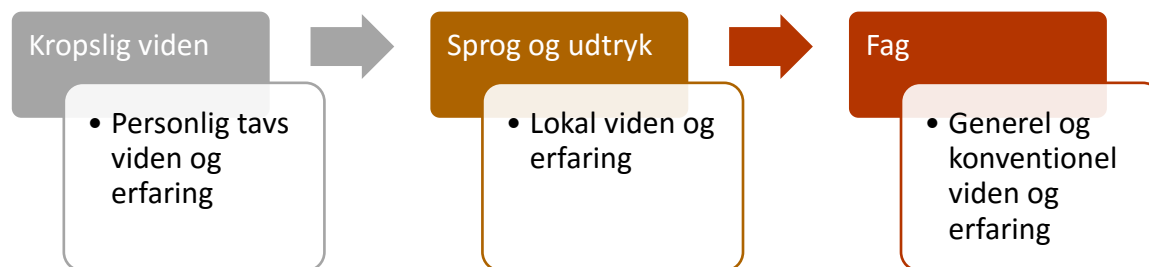 Kropslig viden
• Personlig tavs
viden og
erfaring
Sprog og udtryk
• Lokal viden og
erfaring
Fag
• Generel og
konventionel
viden og
erfaring